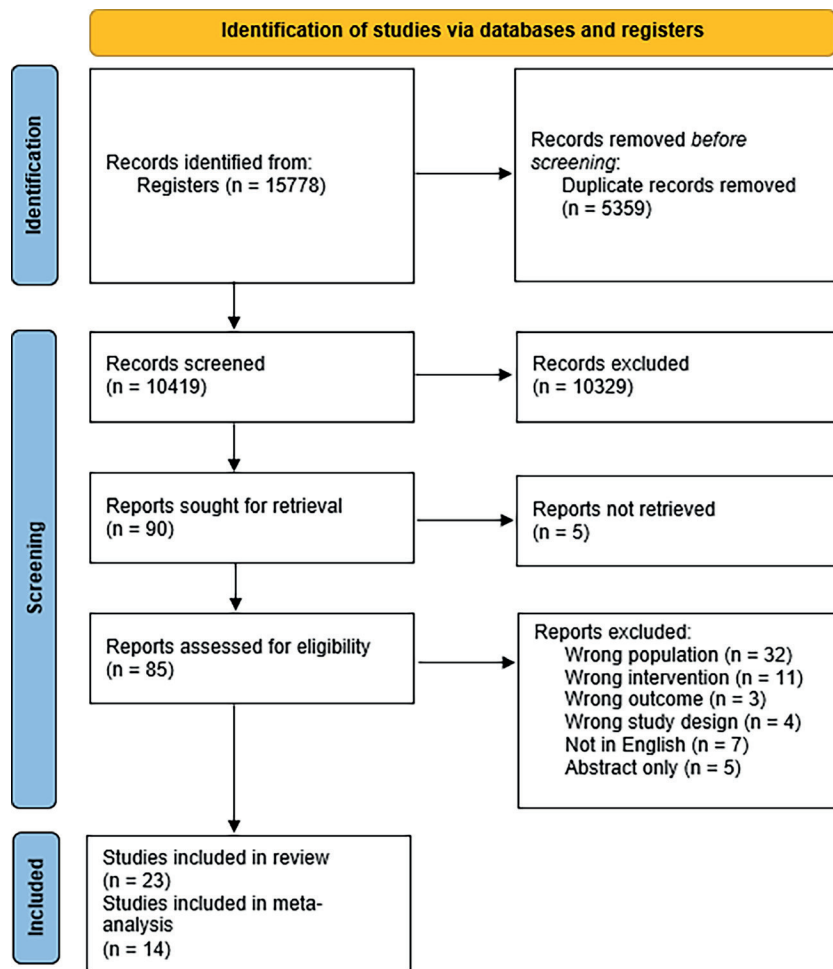 Identification of studies via databases and registers
Identification
Records identified from:
Registers (n = 15778)
Records removed before
screening:
Duplicate records removed
(n = 5359)
Screening
Records screened
(n = 10419)
Records excluded
(n = 10329)
Reports sought for retrieval
(n = 90)
Reports not retrieved
(n = 5)
Reports assessed for eligibility
(n = 85)
Reports excluded:
Wrong population (n = 32)
Wrong intervention (n = 11)
Wrong outcome (n = 3)
Wrong study design (n = 4)
Not in English (n = 7)
Abstract only (n = 5)
Included
Studies included in review
(n = 23)
Studies included in meta-
analysis
(n = 14)